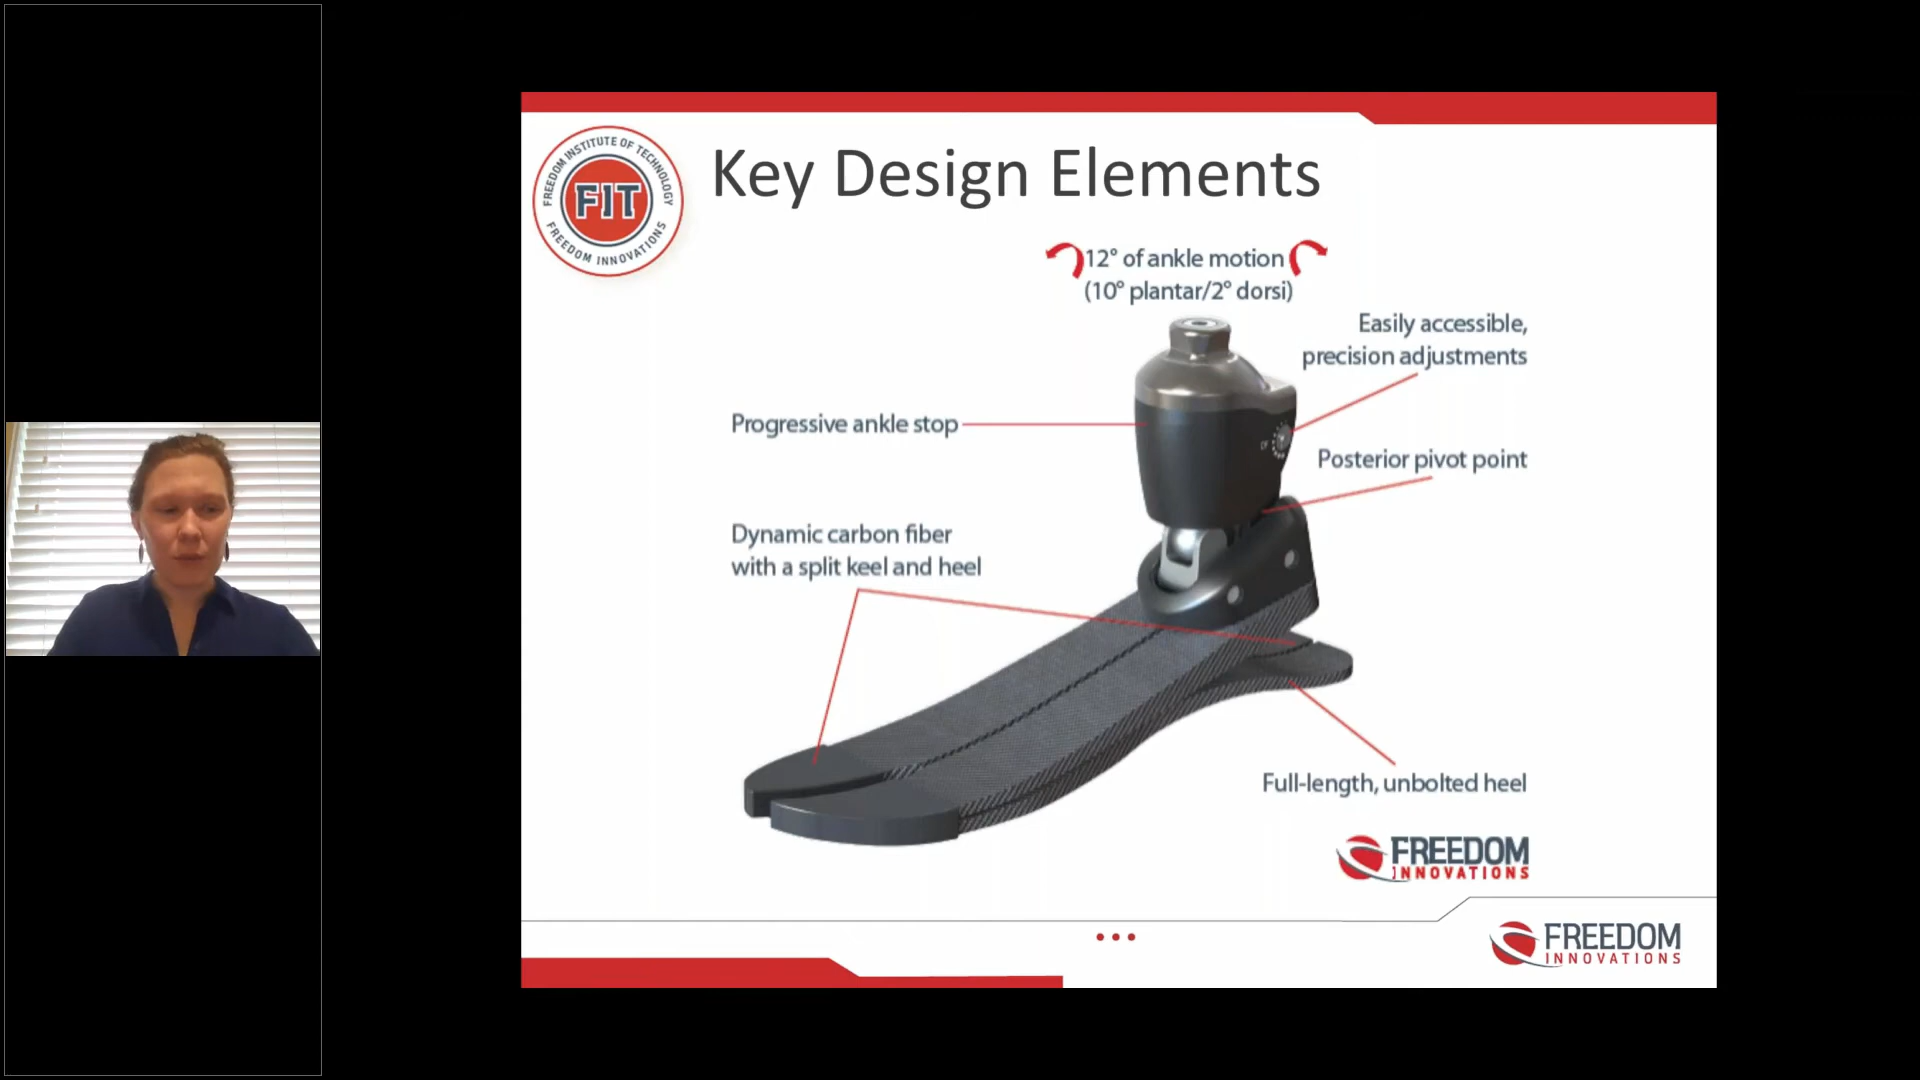 FREEDOM INSTITUTE OF TECHNOLOGY
FIT
FREEDOM INNOVATIONS
Key Design Elements
12° of ankle motion
(10° plantar/2° dorsi)
Easily accessible,
precision adjustments
Progressive ankle stop
Posterior pivot point
Dynamic carbon fiber
with a split keel and heel
Full-length, unbolted heel
FREEDOM
INNOVATIONS
FREEDOM
INNOVATIONS